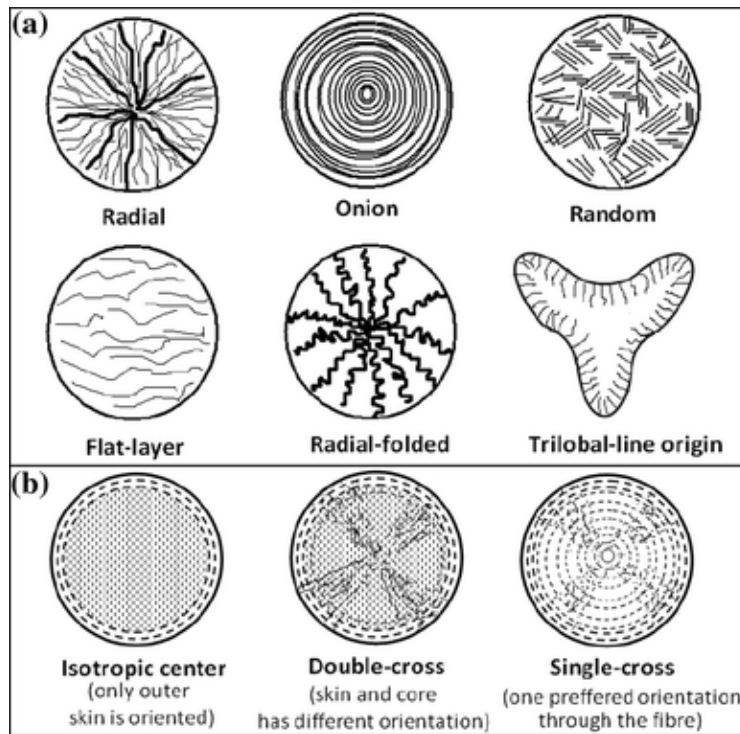 (a)
Radial
Onion
Random
Flat-layer
Radial-folded
Trilobal-line origin
(b)
Isotropic center
(only outer
skin is oriented)
Double-cross
(skin and core
has different orientation)
Single-cross
(one preffered orientation
through the fibre)